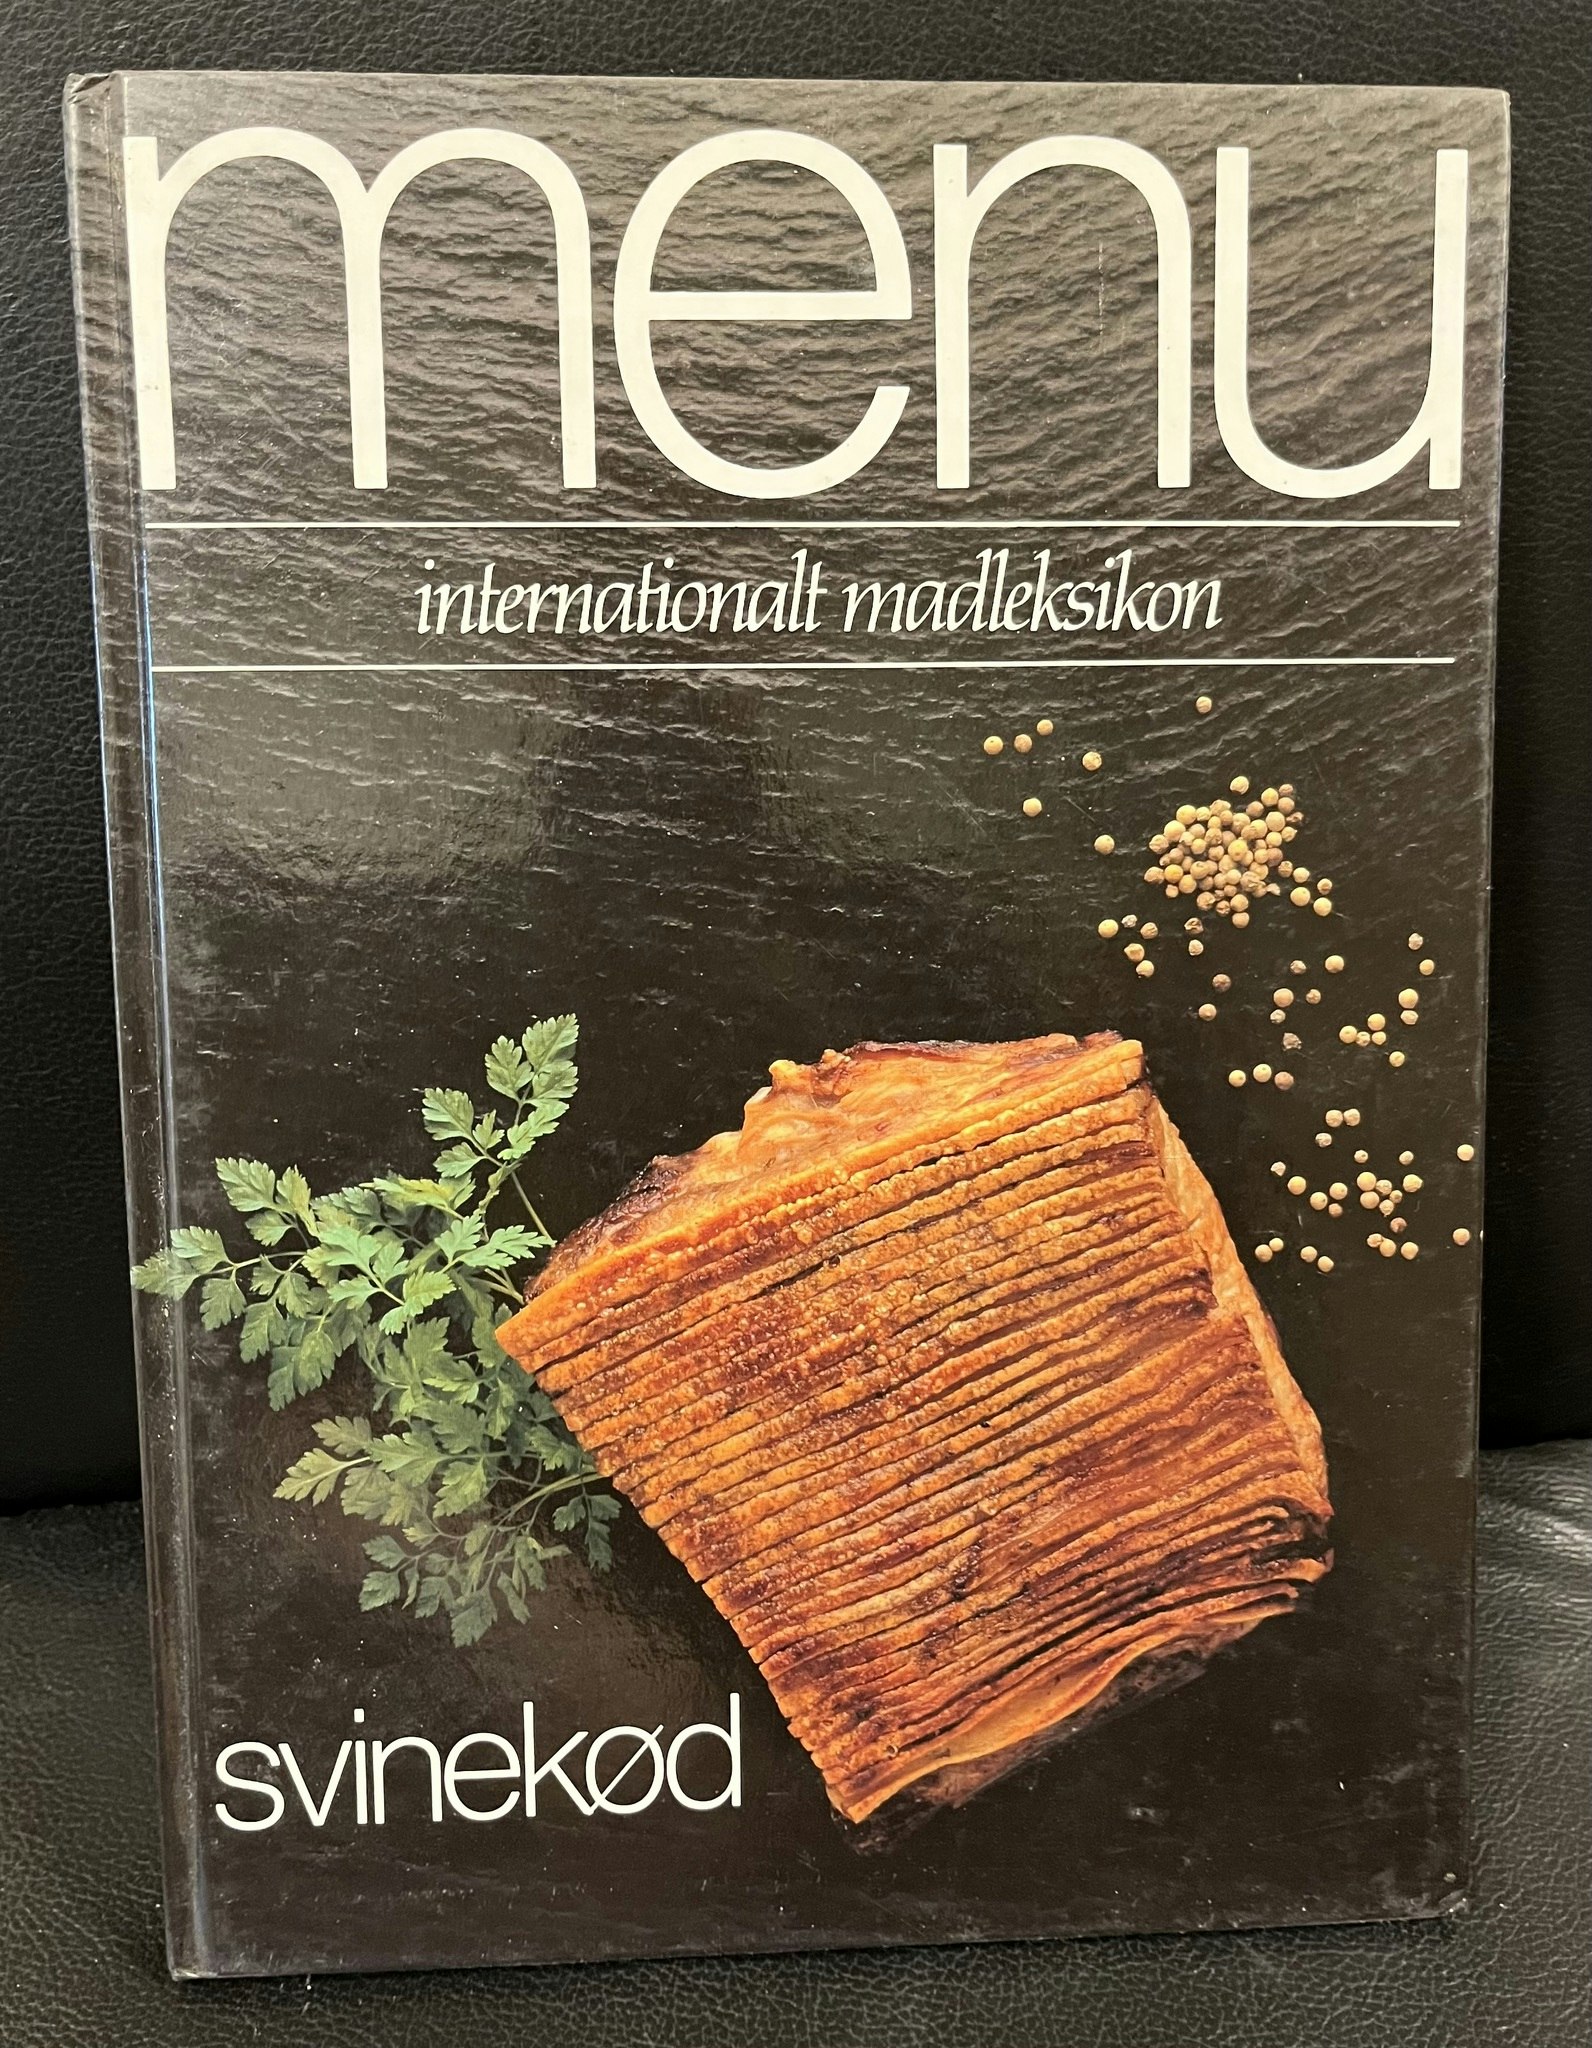 menu
internationalt madleksikon
svinekød